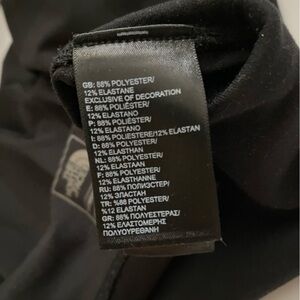 GB: 88% POLYESTER/
12% ELASTANE
EXCLUSIVE OF DECORATION
E: 88% POLIÉSTER/
12% ELASTANO
P: 88% POLIÉSTER/
12% ELASTANO
I: 88% POLIESTERE/12% ELASTAN
D: 88% POLYESTER/
12% ELASTHAN
NL: 88% POLYESTER/
12% ELASTAAN
F: 88% POLYESTER/
12% ELASTHANNE
RU: 88% ПОЛИЭСТЕР/
12% ЭЛАСТАН
TR: %88 POLYESTER/
%12 ELASTAN
GR: 88% ΠΟΛΥΕΣΤΕΡΑΣ/
12% ΕΛΑΣΤΟΜΕΡΗΣ
ΠΟΛΥΟΥΡΕΘΑΝΗ